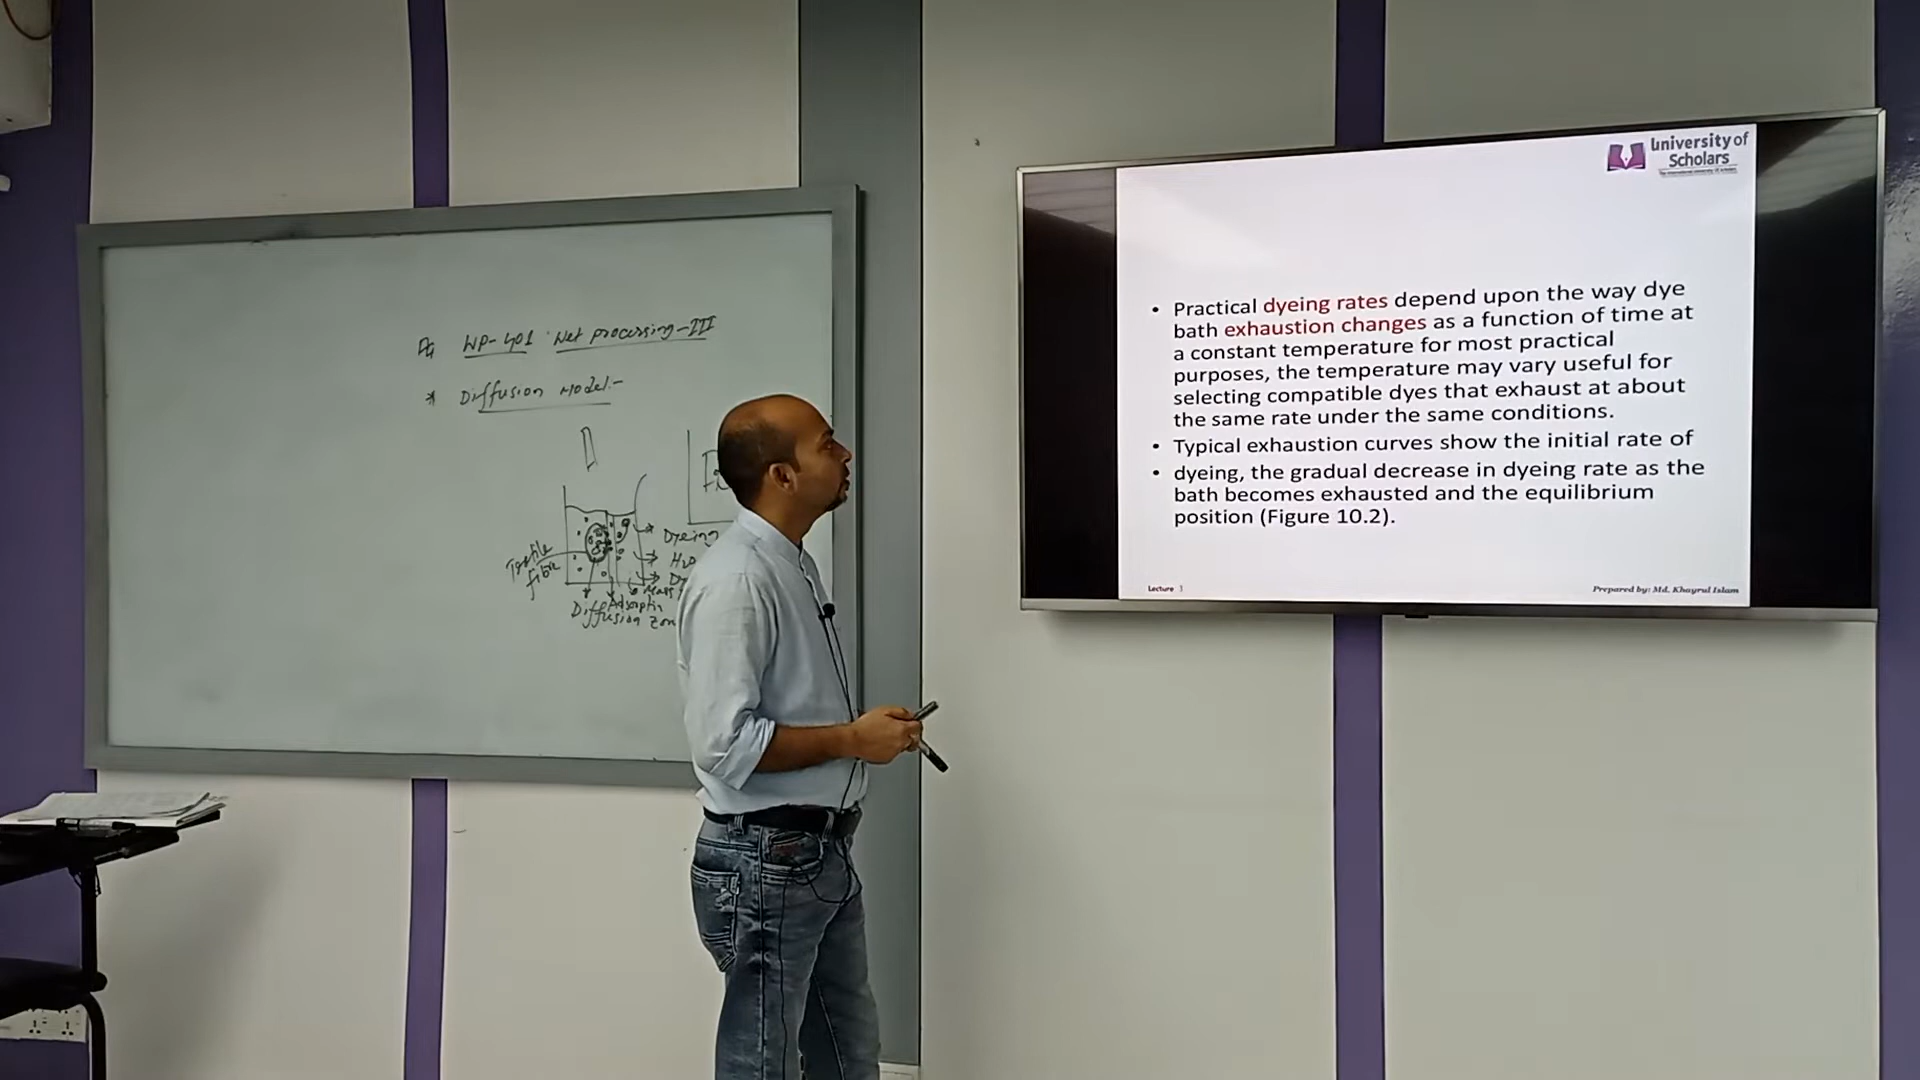 WP-401 Wet processing-III
* Diffusion Model:-
Textile
fibre
Dyeing
H2O
Adsorption
Diffusion Zon
University of
Scholars
• Practical dyeing rates depend upon the way dye
bath exhaustion changes as a function of time at
a constant temperature for most practical
purposes, the temperature may vary useful for
selecting compatible dyes that exhaust at about
the same rate under the same conditions.
• Typical exhaustion curves show the initial rate of
• dyeing, the gradual decrease in dyeing rate as the
bath becomes exhausted and the equilibrium
position (Figure 10.2).
Lecture 1
Prepared by: Md. Khayrul Islam